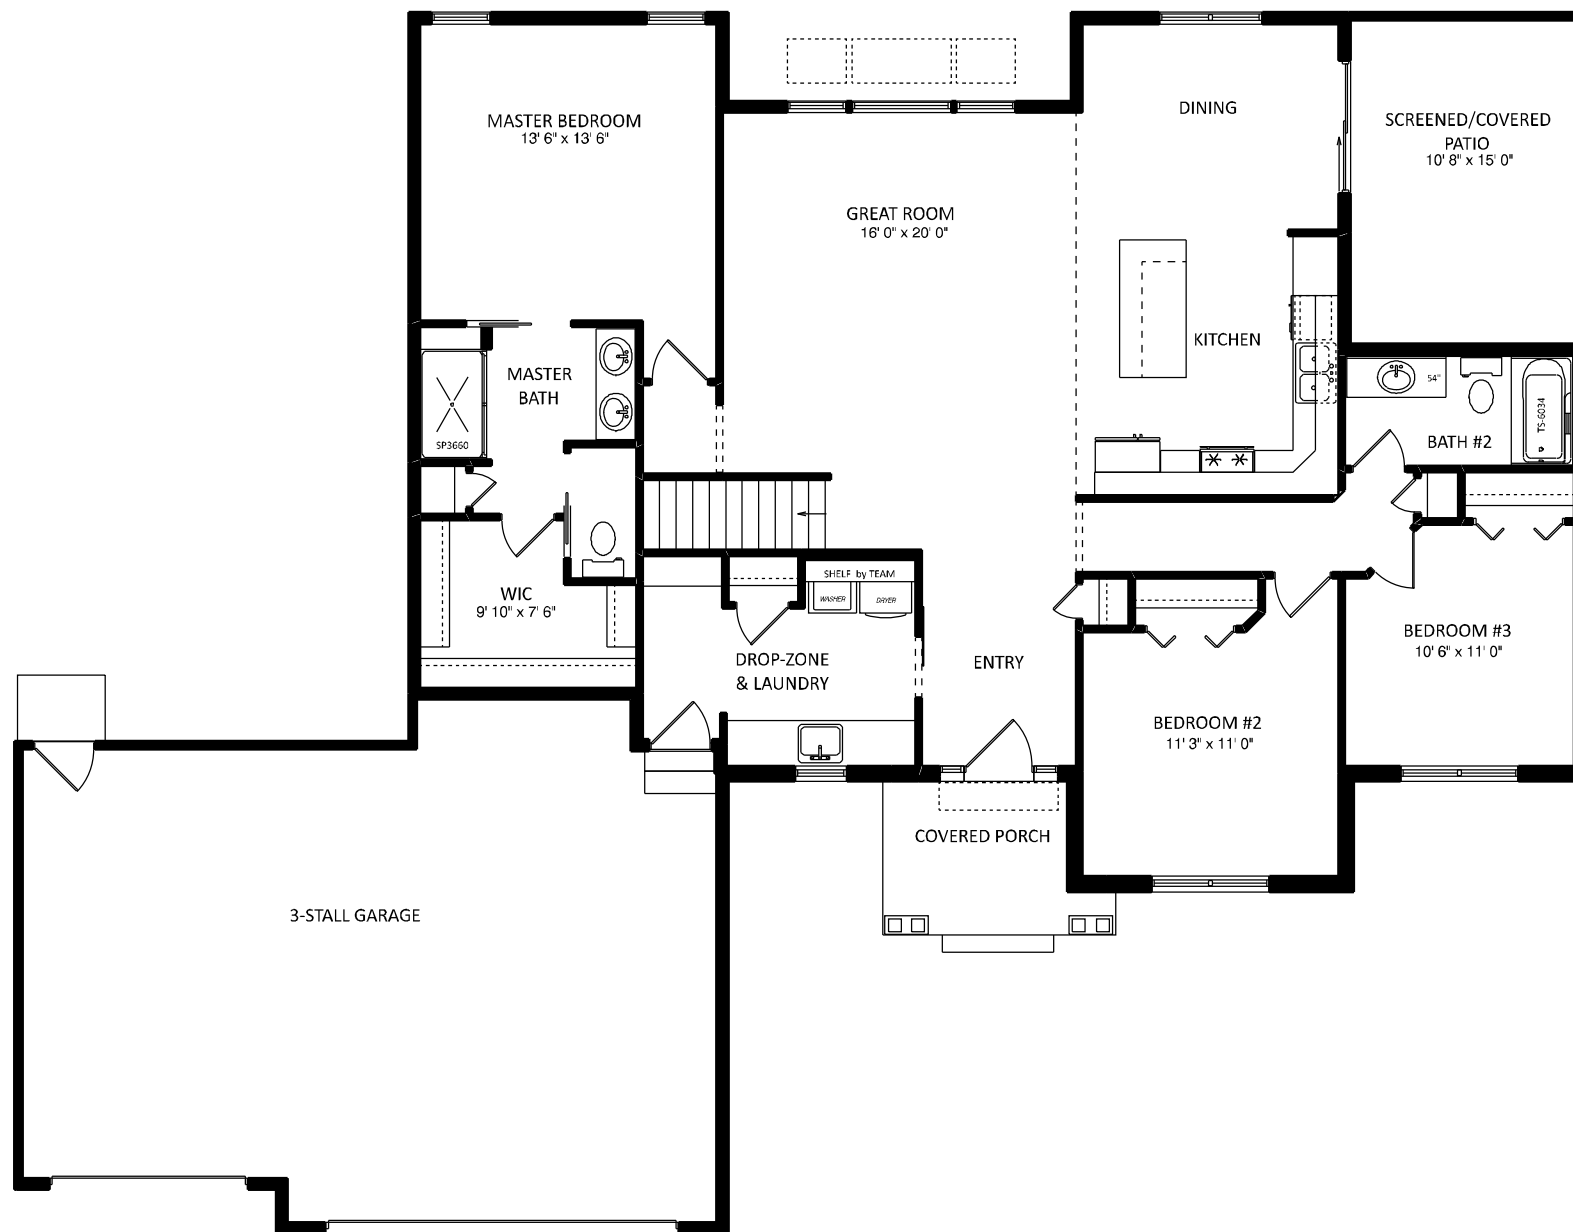 MASTER BEDROOM
13' 6" x 13' 6"
GREAT ROOM
16' 0" x 20' 0"
DINING
SCREENED/COVERED
PATIO
10' 8" x 15' 0"
KITCHEN
MASTER
BATH
SP3660
54"
TS-6034
BATH #2
WIC
9' 10" x 7' 6"
SHELF by TEAM
WASHER
DRYER
DROP-ZONE
& LAUNDRY
ENTRY
BEDROOM #3
10' 6" x 11' 0"
BEDROOM #2
11' 3" x 11' 0"
COVERED PORCH
3-STALL GARAGE